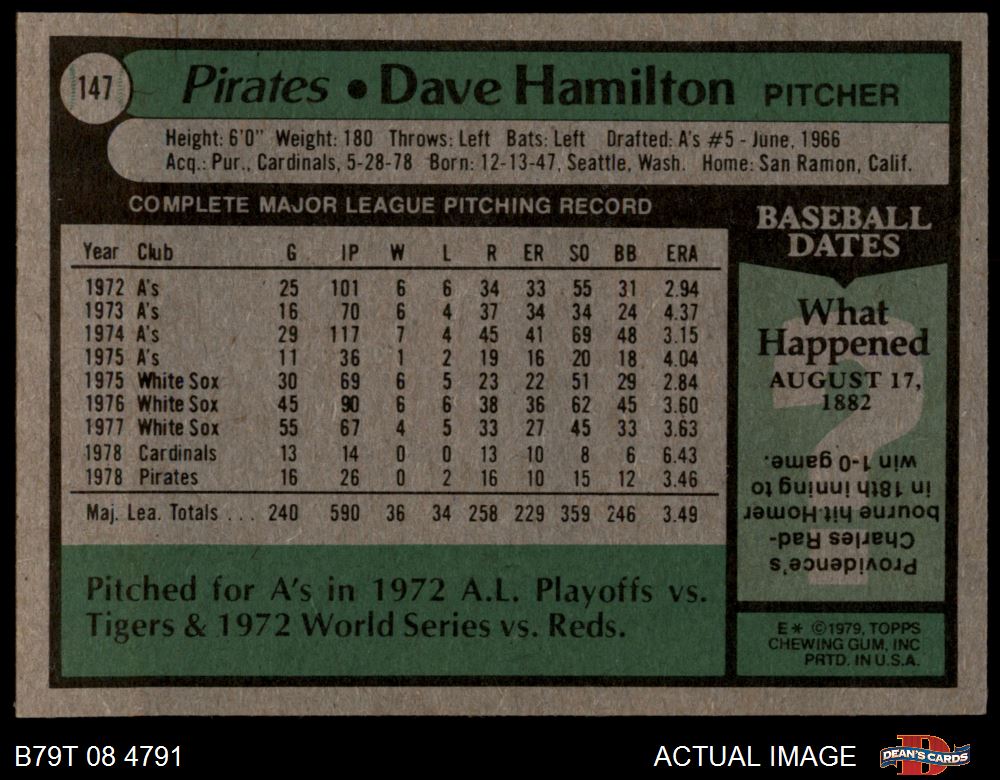 147
Pirates • Dave Hamilton PITCHER
Height: 6'0" Weight: 180 Throws: Left Bats: Left Drafted: A's #5 - June, 1966
Acq.: Pur., Cardinals, 5-28-78 Born: 12-13-47, Seattle, Wash. Home: San Ramon, Calif.
COMPLETE MAJOR LEAGUE PITCHING RECORD
Year Club G IP W L R ER SO BB ERA
1972 A's 25 101 6 6 34 33 55 31 2.94
1973 A's 16 70 6 4 37 34 34 24 4.37
1974 A's 29 117 7 4 45 41 69 48 3.15
1975 A's 11 36 1 2 19 16 20 18 4.04
1975 White Sox 30 69 6 5 23 22 51 29 2.84
1976 White Sox 45 90 6 6 38 36 62 45 3.60
1977 White Sox 55 67 4 5 33 27 45 33 3.63
1978 Cardinals 13 14 0 0 13 10 8 6 6.43
1978 Pirates 16 26 0 2 16 10 15 12 3.46
Maj. Lea. Totals . . . 240 590 36 34 258 229 359 246 3.49
Pitched for A's in 1972 A.L. Playoffs vs.
Tigers & 1972 World Series vs. Reds.
BASEBALL
DATES
What
Happened
AUGUST 17,
1882
Providence's
Charles Rad-
bourne hit Homer
in 18th inning to
win 1-0 game.
E* ©1979, TOPPS
CHEWING GUM, INC
PRTD. IN U.S.A.
B79T 08 4791
ACTUAL IMAGE
D
DEAN'S CARDS